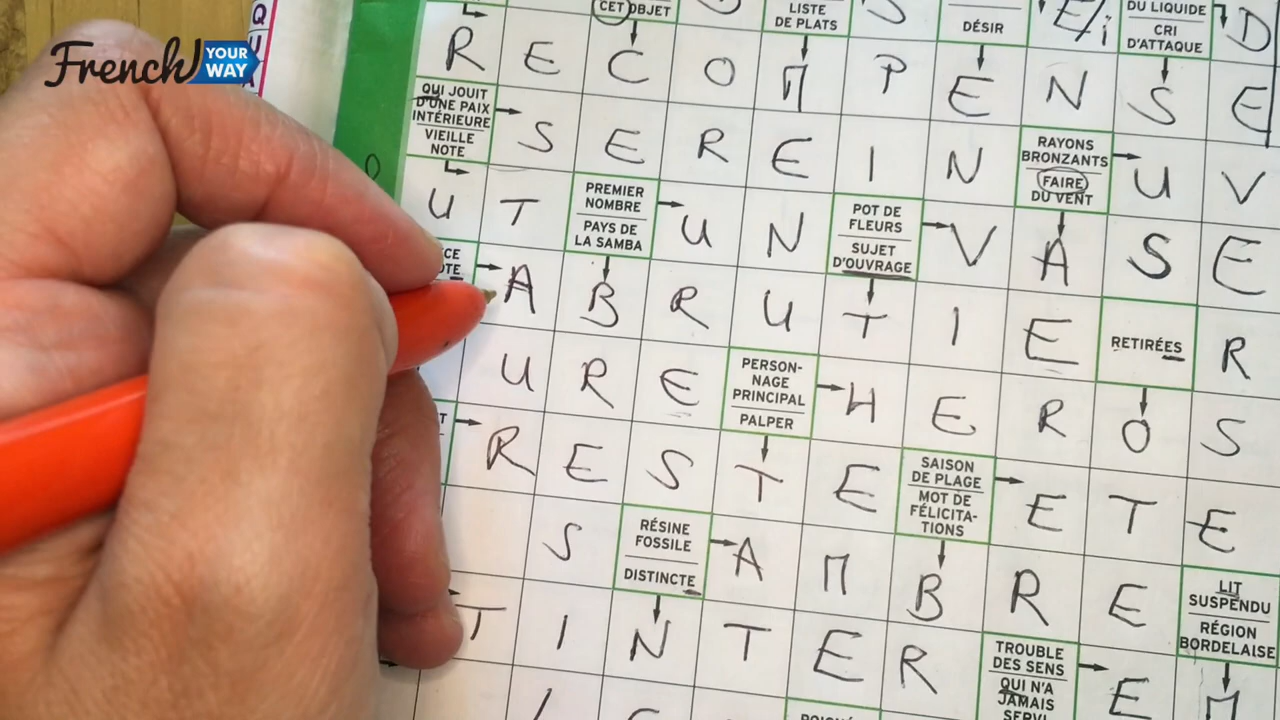 French YOUR
WAY
CET OBJET
LISTE
DE PLATS
DÉSIR
E/i
DU LIQUIDE
CRI
D'ATTAQUE
D
R E C O M P E N S E
QUI JOUIT
D'UNE PAIX
INTÉRIEURE
VIEILLE
NOTE
S E R E I N
RAYONS
BRONZANTS
FAIRE
DU VENT
U V
U T
PREMIER
NOMBRE
PAYS DE
LA SAMBA
U N
POT DE
FLEURS
SUJET
D'OUVRAGE
V A S E
A B R U T I E
RETIRÉES
R
U R E
PERSON-
NAGE
PRINCIPAL
PALPER
H E R O S
R E S T E
SAISON
DE PLAGE
MOT DE
FÉLICITA-
TIONS
E T E
S
RÉSINE
FOSSILE
DISTINCTE
A M B R E
LIT
SUSPENDU
RÉGION
BORDELAISE
T I N T E R
TROUBLE
DES SENS
QUI N'A
JAMAIS
SERVI
E M